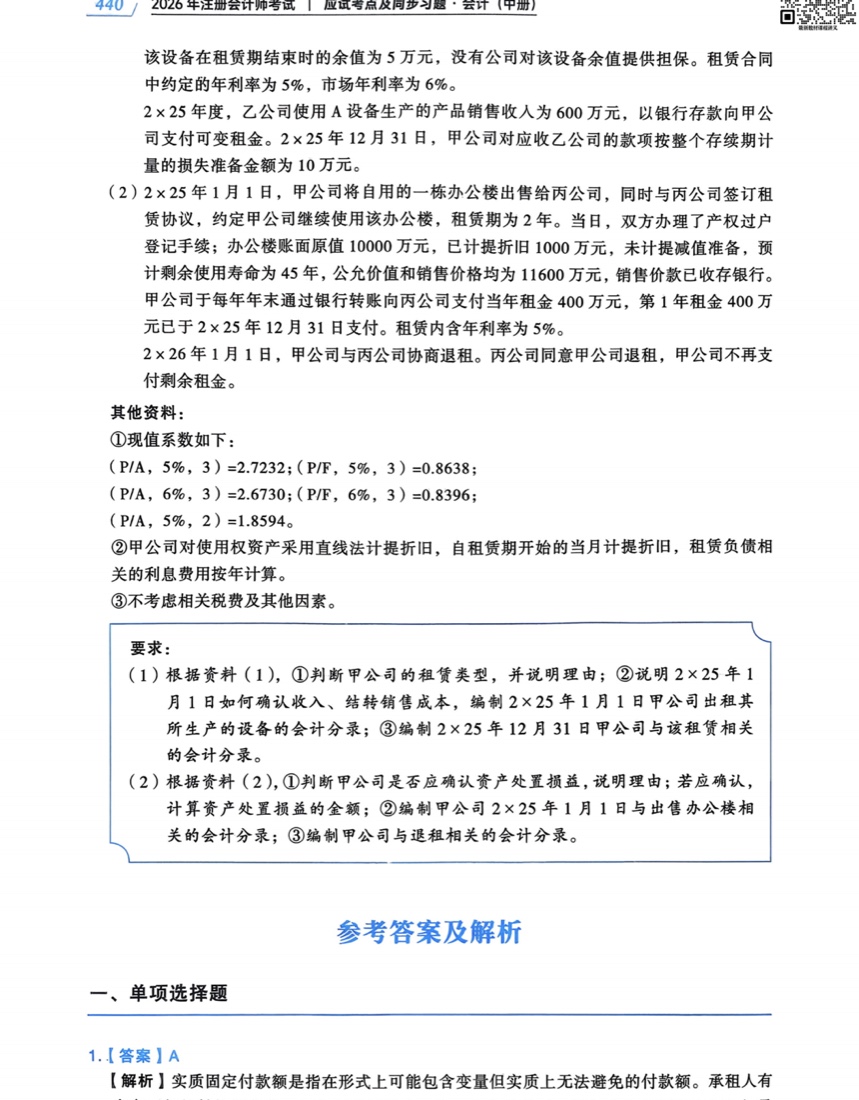 440 2026年注册会计师考试 | 应试考点及同步习题·会计(中册)
该设备在租赁期结束时的余值为5万元，没有公司对该设备余值提供担保。租赁合同
中约定的年利率为5%，市场年利率为6%。
2×25年度，乙公司使用A设备生产的产品销售收入为600万元，以银行存款向甲公
司支付可变租金。2×25年12月31日，甲公司对应收乙公司的款项按整个存续期计
量的损失准备金额为10万元。
(2)2×25年1月1日，甲公司将自用的一栋办公楼出售给丙公司，同时与丙公司签订租
赁协议，约定甲公司继续使用该办公楼，租赁期为2年。当日，双方办理了产权过户
登记手续；办公楼账面原值10000万元，已计提折旧1000万元，未计提减值准备，预
计剩余使用寿命为45年，公允价值和销售价格均为11600万元，销售价款已收存银行。
甲公司于每年年末通过银行转账向丙公司支付当年租金400万元，第1年租金400万
元已于2×25年12月31日支付。租赁内含年利率为5%。
2×26年1月1日，甲公司与丙公司协商退租。丙公司同意甲公司退租，甲公司不再支
付剩余租金。
其他资料：
①现值系数如下：
(P/A，5%，3)=2.7232;(P/F，5%，3)=0.8638；
(P/A，6%，3)=2.6730;(P/F，6%，3)=0.8396；
(P/A，5%，2)=1.8594。
②甲公司对使用权资产采用直线法计提折旧，自租赁期开始的当月计提折旧，租赁负债相
关的利息费用按年计算。
③不考虑相关税费及其他因素。
要求：
(1)根据资料(1)，①判断甲公司的租赁类型，并说明理由；②说明2×25年1
月1日如何确认收入、结转销售成本，编制2×25年1月1日甲公司出租其
所生产的设备的会计分录；③编制2×25年12月31日甲公司与该租赁相关
的会计分录。
(2)根据资料(2)，①判断甲公司是否应确认资产处置损益，说明理由；若应确认，
计算资产处置损益的金额；②编制甲公司2×25年1月1日与出售办公楼相
关的会计分录；③编制甲公司与退租相关的会计分录。
参考答案及解析
一、单项选择题
1.【答案】A
【解析】实质固定付款额是指在形式上可能包含变量但实质上无法避免的付款额。承租人有